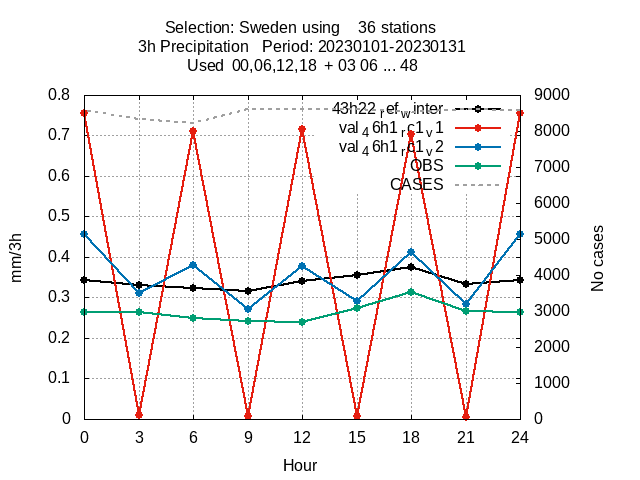 Selection: Sweden using 36 stations
3h Precipitation Period: 20230101-20230131
Used 00,06,12,18 + 03 06 ... 48
0.8
0.7
0.6
0.5
0.4
0.3
0.2
0.1
0
mm/3h
43h22_ref_winter
val_46h1_rc1_v1
val_46h1_rc1_v2
OBS
CASES
9000
8000
7000
6000
5000
4000
3000
2000
1000
0
No cases
0 3 6 9 12 15 18 21 24
Hour